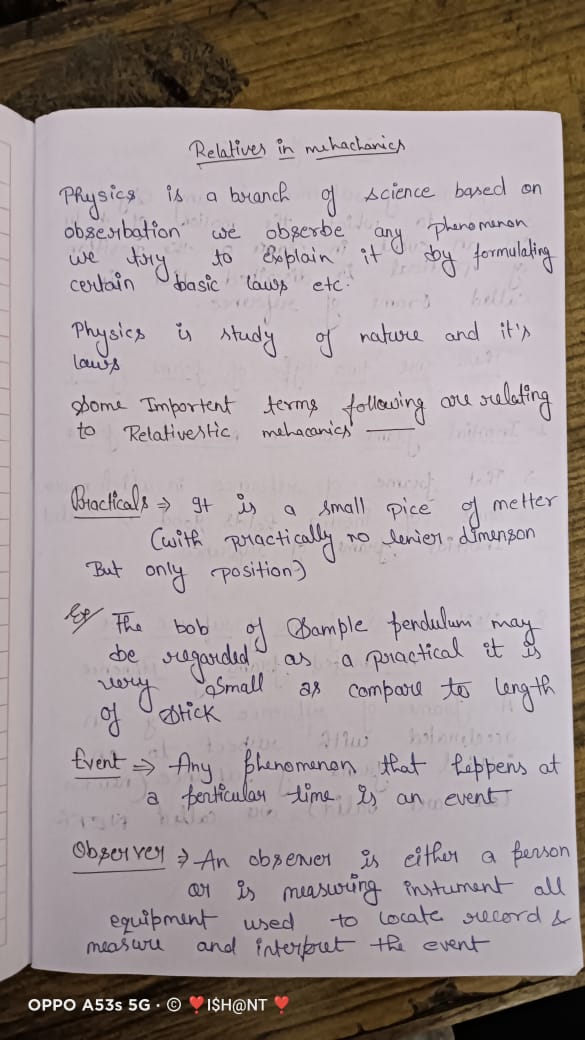 Relatives in mehachanics
Physics is a branch of science based on
obserbation we obserbe any phenomenon
we try to Explain it by formulating
certain basic laws etc.
Physics is study of nature and it's
laws
Some Importent terms following are relating
to Relativestic mehacanics
Practicals ⇒ It is a small pice of metter
(with practically no lenier dimenson
But only position)
Ex The bob of Sample pendulum may
be regarded as a practical it is
very small as compare to length
of Stick
Event ⇒ Any phenomenon that heppens at
a perticular time is an event
Observer ⇒ An observer is either a person
or is measuring instument all
equipment used to locate record &
measure and interpret the event
OPPO A53s 5G · © ❤️I$H@NT ❤️